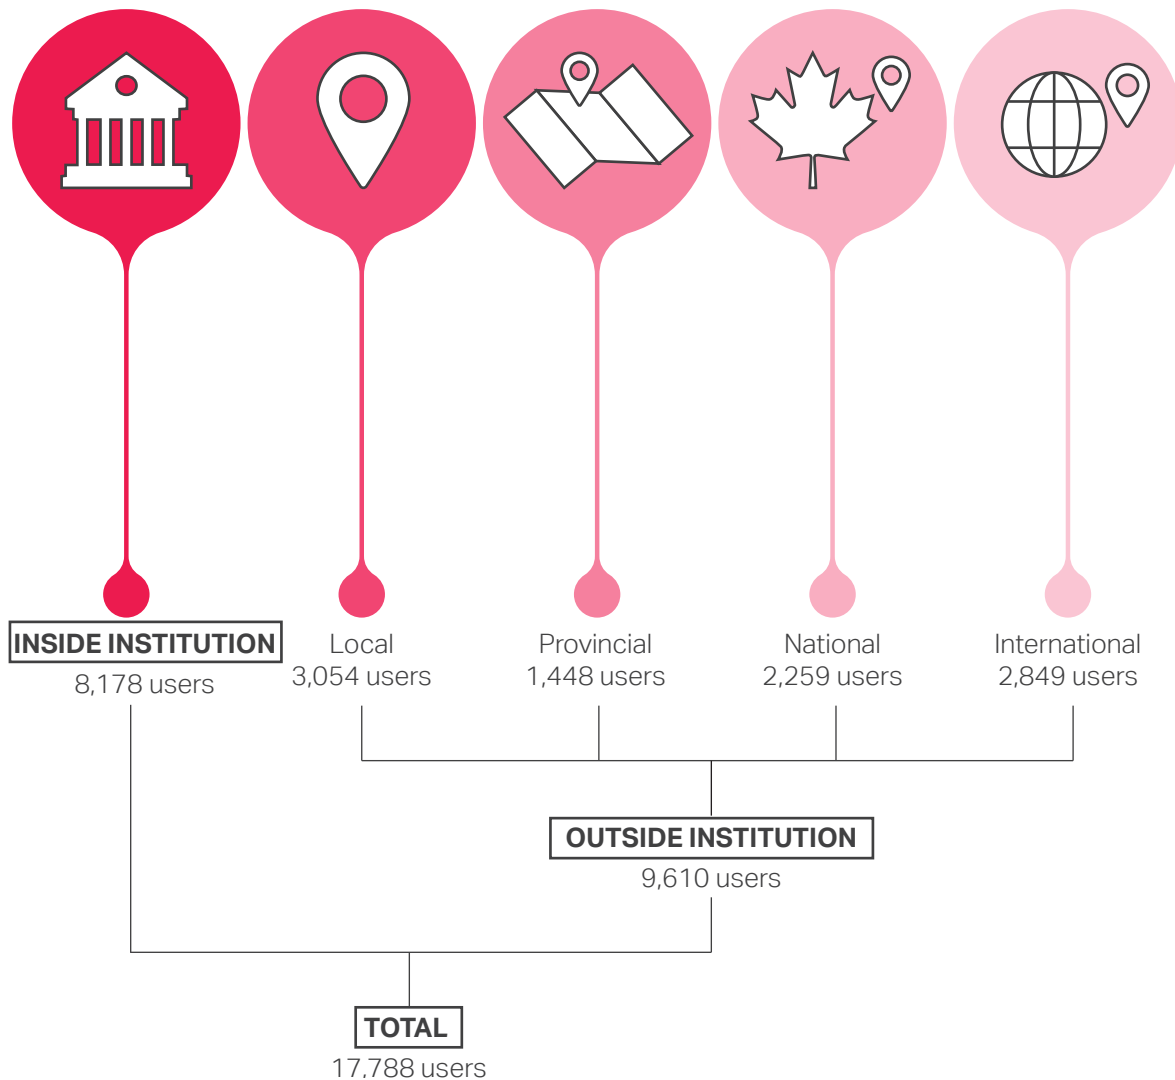 INSIDE INSTITUTION
8,178 users
Local
3,054 users
Provincial
1,448 users
National
2,259 users
International
2,849 users
OUTSIDE INSTITUTION
9,610 users
TOTAL
17,788 users